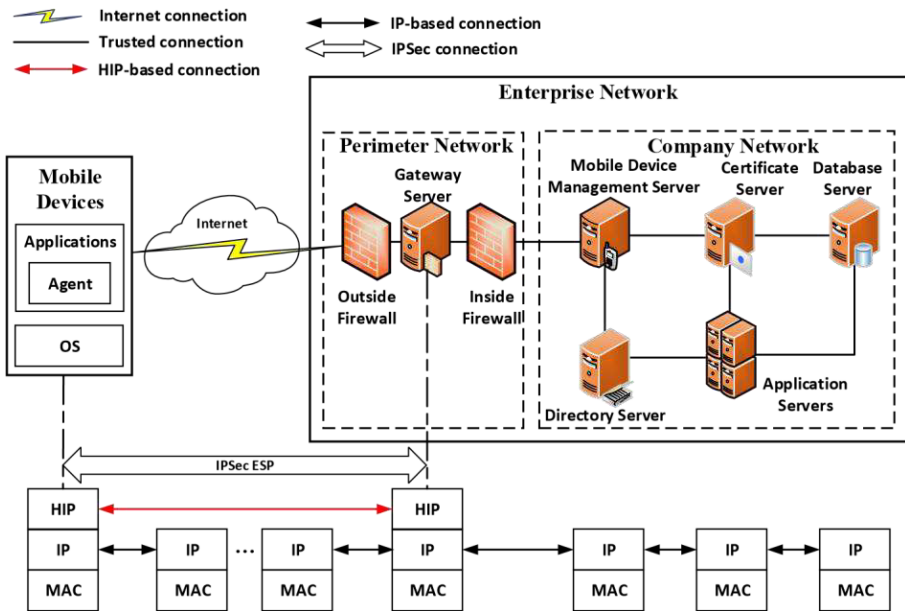 Internet connection
Trusted connection
HIP-based connection
IP-based connection
IPSec connection
Enterprise Network
Perimeter Network
Company Network
Mobile
Devices
Applications
Agent
OS
Internet
Gateway
Server
Outside
Firewall
Inside
Firewall
Mobile Device
Management Server
Certificate
Server
Database
Server
Directory Server
Application
Servers
IPSec ESP
HIP
HIP
IP
IP
...
IP
IP
IP
IP
IP
MAC
MAC
MAC
MAC
MAC
MAC
MAC